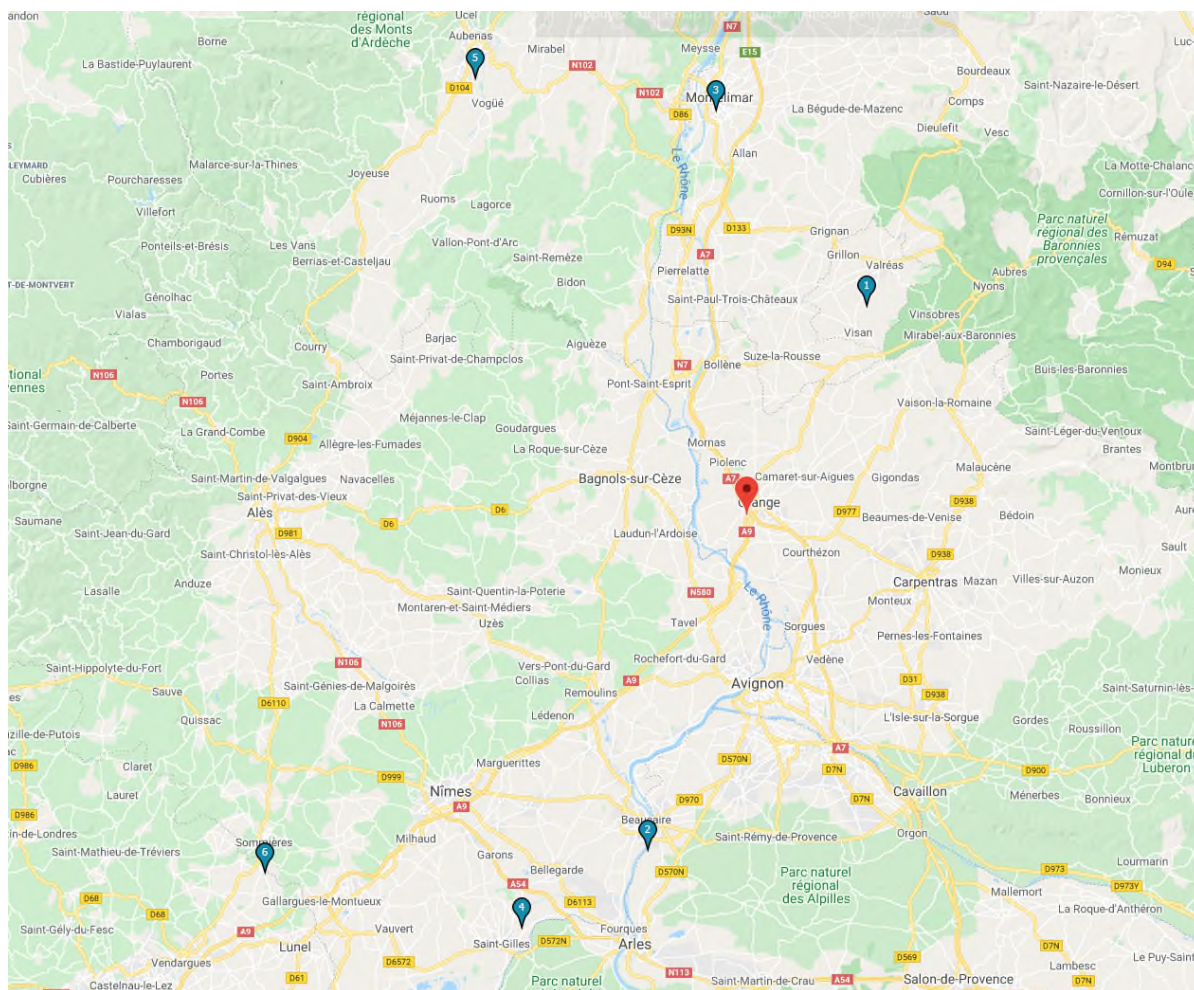 andon
régional
des Monts
d'Ardèche
Ucel
Aubenas
N7
Saou
Luc-
Borne
La Bastide-Puylaurent
5
Mirabel
Meysse
E15
N102
D104
Vogüé
N102
3
D86
Bourdeaux
Saint-Nazaire-le-Désert
La Bégude-de-Mazenc
Comps
Dieulefit
Vesc
LEYMARD
Cubières
Malarce-sur-la-Thines
Pourcharesses
Joyeuse
Allan
Le Rhône
La Motte-Chalanc
Cornillon-sur-l'Oule
Villefort
Ruoms
Lagorce
Parc naturel
régional des
Baronnies
provençales
Rémuzat
D93N
D133
Grignan
Ponteils-et-Brésis
Les Vans
Vallon-Pont-d'Arc
Berrias-et-Casteljau
Saint-Remèze
A7
Grillon
Valréas
D94
T-DE-MONTVERT
Génolhac
Bidon
Pierrelatte
1
Aubres
Nyons
Saint-Paul-Trois-Châteaux
Vialas
Vinsobres
Chamborigaud
Barjac
Visan
Mirabel-aux-Baronnies
Courry
Saint-Privat-de-Champclos
Aiguèze
Suze-la-Rousse
N7
Bollène
Buis-les-Baronnies
tional
ennes
N106
Portes
Saint-Ambroix
Pont-Saint-Esprit
N106
Vaison-la-Romaine
Saint-Germain-de-Calberte
La Grand-Combe
D904
Allègre-les-Fumades
Méjannes-le-Clap
Goudargues
La Roque-sur-Cèze
Mornas
Saint-Léger-du-Ventoux
Brantes
Piolenc
Malaucène
Montbru
Saint-Martin-de-Valgalgues
Navacelles
Bagnols-sur-Cèze
A7
Camaret-sur-Aigues
Gigondas
alborgne
Saint-Privat-des-Vieux
Alès
D6
D6
D977
D938
Saumane
Saint-Jean-du-Gard
D981
Laudun-l'Ardoise
A9
Beaumes-de-Venise
Bédoin
Saint-Christol-lès-Alès
Courthézon
D938
Sault
Monieux
Lasalle
Anduze
Saint-Quentin-la-Poterie
N580
Le Rhône
Carpentras
Mazan
Villes-sur-Auzon
Montaren-et-Saint-Médiers
Uzès
Tavel
Sorgues
Monteux
Pernes-les-Fontaines
Saint-Hippolyte-du-Fort
N106
Vers-Pont-du-Gard
Rochefort-du-Gard
Vedène
Sauve
Saint-Génies-de-Malgoirès
Collias
A9
Avignon
D31
D938
Saint-Saturnin-lès-
D6110
La Calmette
Remoulins
Quissac
N106
Lédenon
L'Isle-sur-la-Sorgue
Gordes
Roussillon
zille-de-Putois
D986
Claret
D999
Marguerittes
D570N
A7
D7N
Parc nature
régional du
Luberon
D900
Lauret
Nîmes
A9
D970
D7N
Cavaillon
Ménerbes
Bonnieux
D986
in-de-Londres
Sommières
Milhaud
Beaucaire
2
Saint-Rémy-de-Provence
Orgon
Saint-Mathieu-de-Tréviers
6
Garons
Bellegarde
D570N
Parc naturel
régional
des Alpilles
D973
Lourmarin
D973Y
D68
D68
Gallargues-le-Montueux
A54
4
D6113
Mallemort
La Roque-d'Anthéron
Saint-Gély-du-Fesc
A9
Lunel
Vauvert
Saint-Gilles
D572N
Fourques
Arles
D7N
Le Puy-Saint
Vendargues
D61
D6572
N113
D569
Lambesc
Castelnau-le-Lez
Parc naturel
Saint-Martin-de-Crau
A54
Salon-de-Provence
D7N